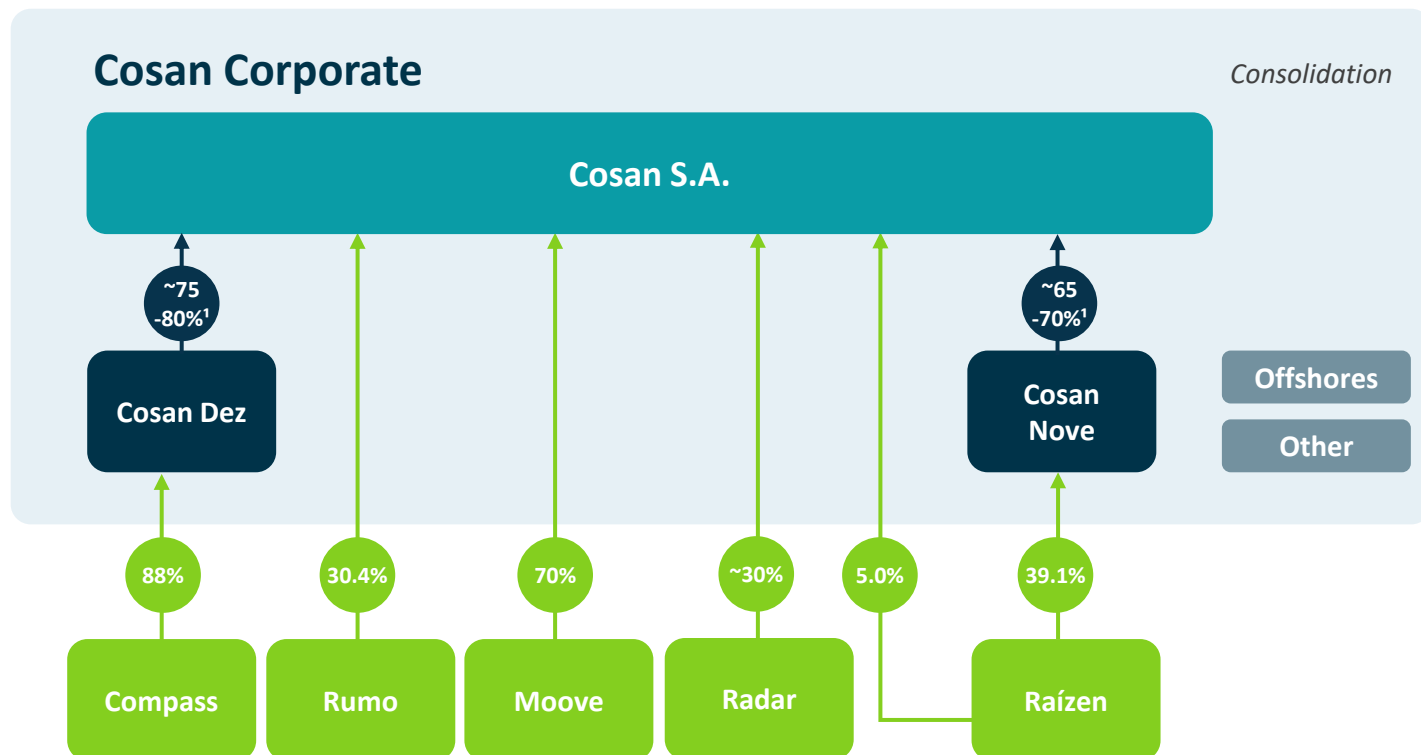 Cosan Corporate
Consolidation
Cosan S.A.
~75
-80%¹
~65
-70%¹
Cosan Dez
Cosan
Nove
Offshores
Other
88%
30.4%
70%
~30%
5.0%
39.1%
Compass
Rumo
Moove
Radar
Raízen